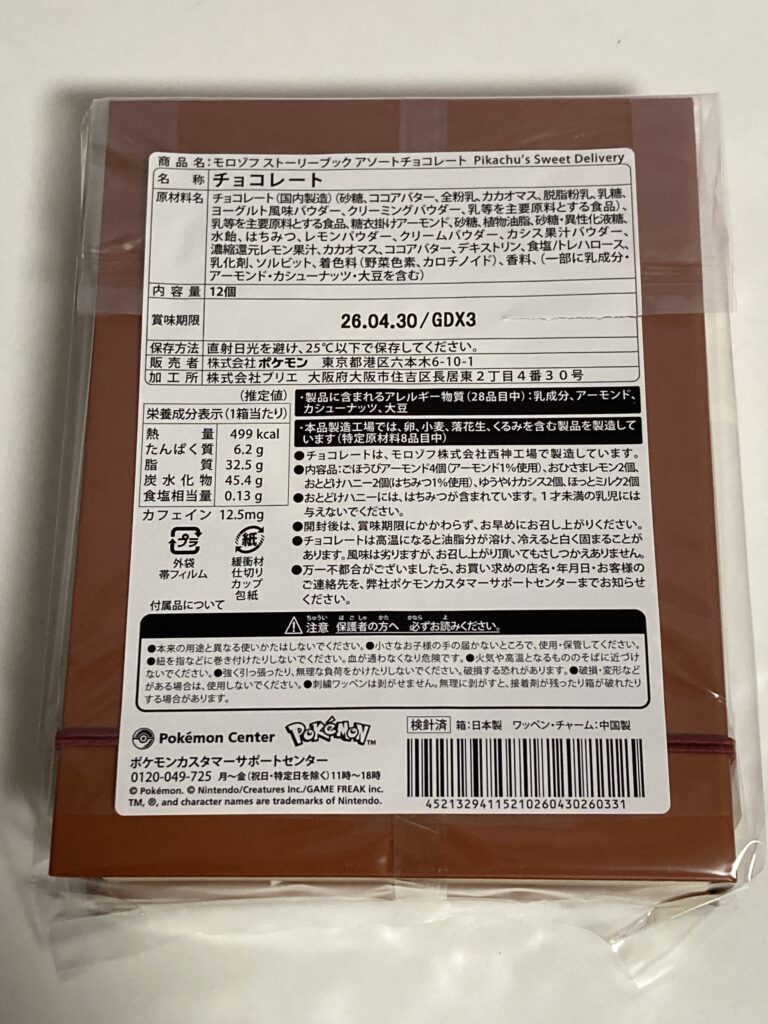 商品名:モロゾフ ストーリーブック アソートチョコレート Pikachu's Sweet Delivery
名称 チョコレート
原材料名 チョコレート(国内製造)(砂糖、ココアバター、全粉乳、カカオマス、脱脂粉乳、乳糖、
ヨーグルト風味パウダー、クリーミングパウダー、乳等を主要原料とする食品)、
乳等を主要原料とする食品、糖衣掛けアーモンド、砂糖、植物油脂、砂糖・異性化液糖、
水飴、はちみつ、レモンパウダー、クリームパウダー、カシス果汁パウダー、
濃縮還元レモン果汁、カカオマス、ココアバター、デキストリン、食塩/トレハロース、
乳化剤、ソルビット、着色料(野菜色素、カロチノイド)、香料、(一部に乳成分・
アーモンド・カシューナッツ・大豆を含む)
内容量 12個
賞味期限 26.04.30/GDX3
保存方法 直射日光を避け、25℃以下で保存してください。
販売者 株式会社ポケモン 東京都港区六本木6-10-1
加工所 株式会社プリエ 大阪府大阪市住吉区長居東2丁目4番30号
(推定値)
栄養成分表示(1箱当たり)
熱量 499 kcal
たんぱく質 6.2 g
脂質 32.5 g
炭水化物 45.4 g
食塩相当量 0.13 g
カフェイン 12.5mg
プラ
外袋
帯フィルム
紙
緩衝材
仕切り
カップ
包紙
・製品に含まれるアレルギー物質(28品目中):乳成分、アーモンド、
カシューナッツ、大豆
・本品製造工場では、卵、小麦、落花生、くるみを含む製品を製造して
います(特定原材料8品目中)
●チョコレートは、モロゾフ株式会社西神工場で製造しています。
●内容品:ごほうびアーモンド4個(アーモンド1%使用)、おひさまレモン2個、
おとどけハニー2個(はちみつ1%使用)、ゆうやけカシス2個、ほっとミルク2個
●おとどけハニーには、はちみつが含まれています。1才未満の乳児には
与えないでください。
●開封後は、賞味期限にかかわらず、お早めにお召し上がりください。
●チョコレートは高温になると油脂分が溶け、冷えると白く固まることが
あります。風味は劣りますが、お召し上がり頂いてもさしつかえありません。
●万一不都合がございましたら、お買い求めの店名・年月日・お客様の
ご連絡先を、弊社ポケモンカスタマーサポートセンターまでお知らせ
ください。
付属品について
注意 保護者の方へ 必ずお読みください。
●本来の用途と異なる使いかたはしないでください。●小さなお子様の手の届かないところで、使用・保管してください。
●紐を指などに巻き付けたりしないでください。血が通わなくなり危険です。●火気や高温となるもののそばに近づけ
ないでください。●強く引っ張ったり、無理な負荷をかけたりしないでください。破損する恐れがあります。●破損・変形など
がある場合は、使用しないでください。●刺繍ワッペンは剥がせません。無理に剥がすと、接着剤が残ったり箱が破れたり
する場合があります。
Pokémon Center POKéMON™
ポケモンカスタマーサポートセンター
0120-049-725 月〜金(祝日・特定日を除く)11時〜18時
© Pokémon. © Nintendo/Creatures Inc./GAME FREAK inc.
TM, ®, and character names are trademarks of Nintendo.
検針済 箱:日本製 ワッペン・チャーム:中国製
45213294115210260430260331